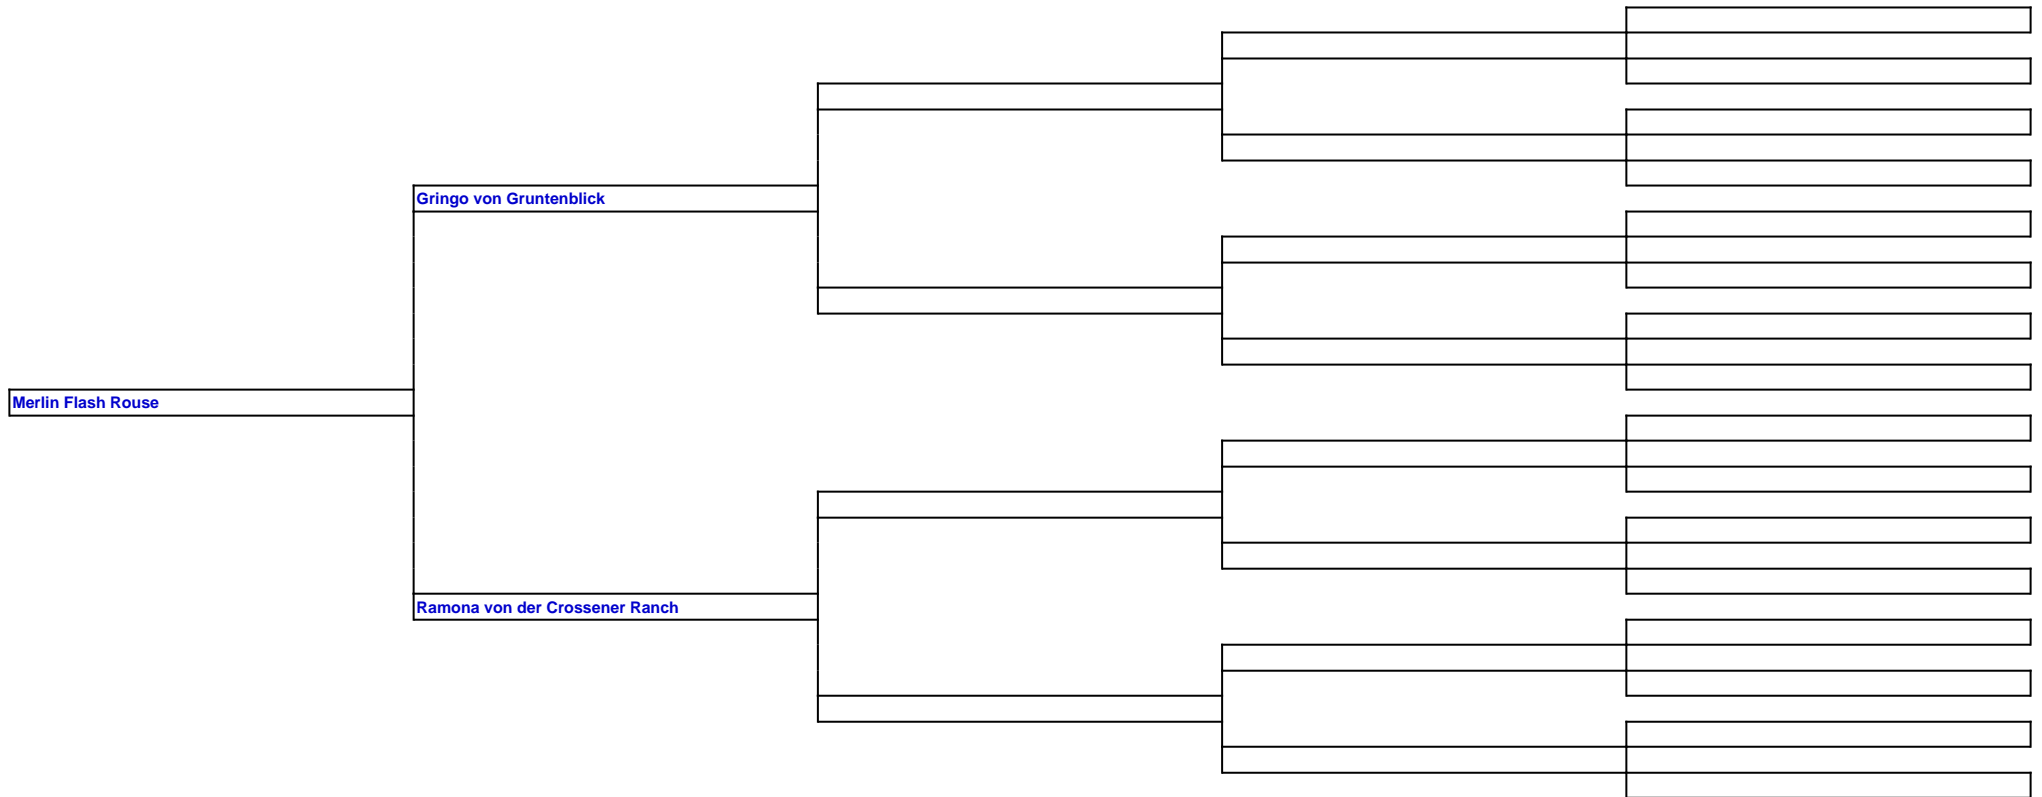 Gringo von Gruntenblick
Merlin Flash Rouse
Ramona von der Crossener Ranch